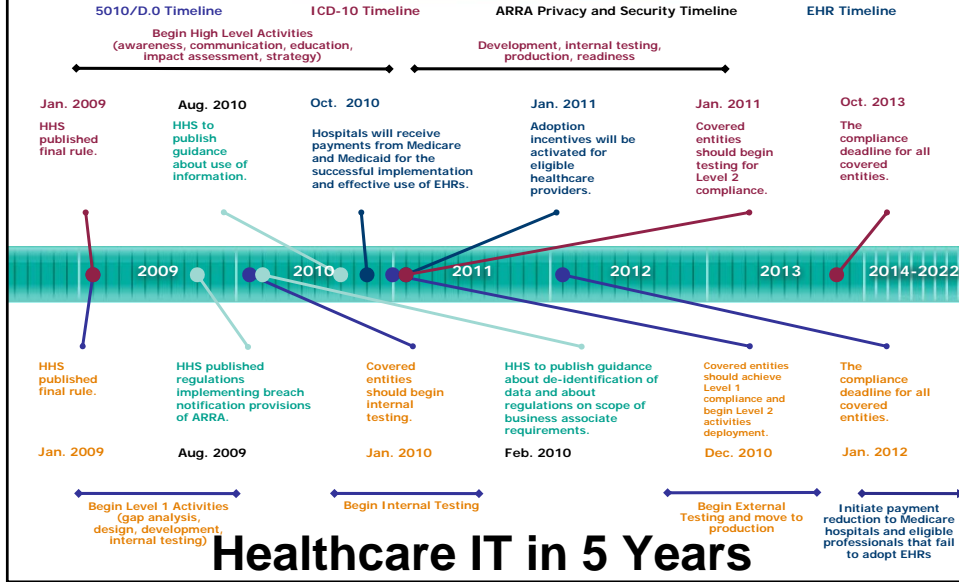 5010/D.0 Timeline
ICD-10 Timeline
ARRA Privacy and Security Timeline
EHR Timeline
Begin High Level Activities
(awareness, communication, education,
impact assessment, strategy)
Development, internal testing,
production, readiness
Jan. 2009
HHS
published
final rule.
Aug. 2010
HHS to
publish
guidance
about use of
information.
Oct. 2010
Hospitals will receive
payments from Medicare
and Medicaid for the
successful implementation
and effective use of EHRs.
Jan. 2011
Adoption
incentives will be
activated for
eligible
healthcare
providers.
Jan. 2011
Covered
entities
should begin
testing for
Level 2
compliance.
Oct. 2013
The
compliance
deadline for all
covered
entities.
2009
2010
2011
2012
2013
2014-2022
HHS
published
final rule.
Jan. 2009
HHS published
regulations
implementing breach
notification provisions
of ARRA.
Aug. 2009
Covered
entities
should begin
internal
testing.
Jan. 2010
HHS to publish guidance
about de-identification of
data and about
regulations on scope of
business associate
requirements.
Feb. 2010
Covered entities
should achieve
Level 1
compliance and
begin Level 2
activities
deployment.
Dec. 2010
The
compliance
deadline for all
covered
entities.
Jan. 2012
Begin Level 1 Activities
(gap analysis,
design, development,
internal testing)
Begin Internal Testing
Begin External
Testing and move to
production
Initiate payment
reduction to Medicare
hospitals and eligible
professionals that fail
to adopt EHRs
Healthcare IT in 5 Years